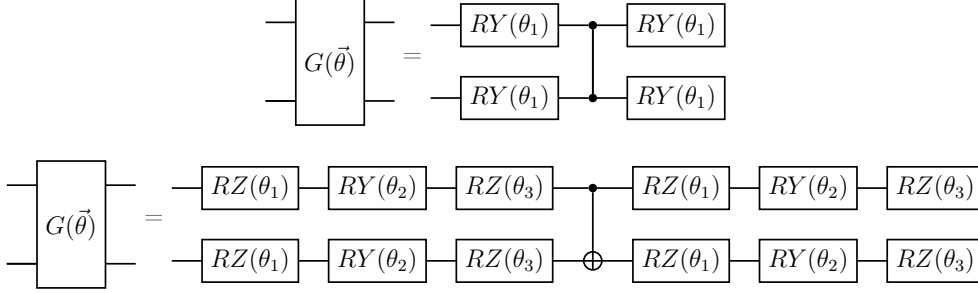 G(θ⃗) = RY(θ₁) RY(θ₁)
RY(θ₁) RY(θ₁)
G(θ⃗) = RZ(θ₁) RY(θ₂) RZ(θ₃) RZ(θ₁) RY(θ₂) RZ(θ₃)
RZ(θ₁) RY(θ₂) RZ(θ₃) RZ(θ₁) RY(θ₂) RZ(θ₃)